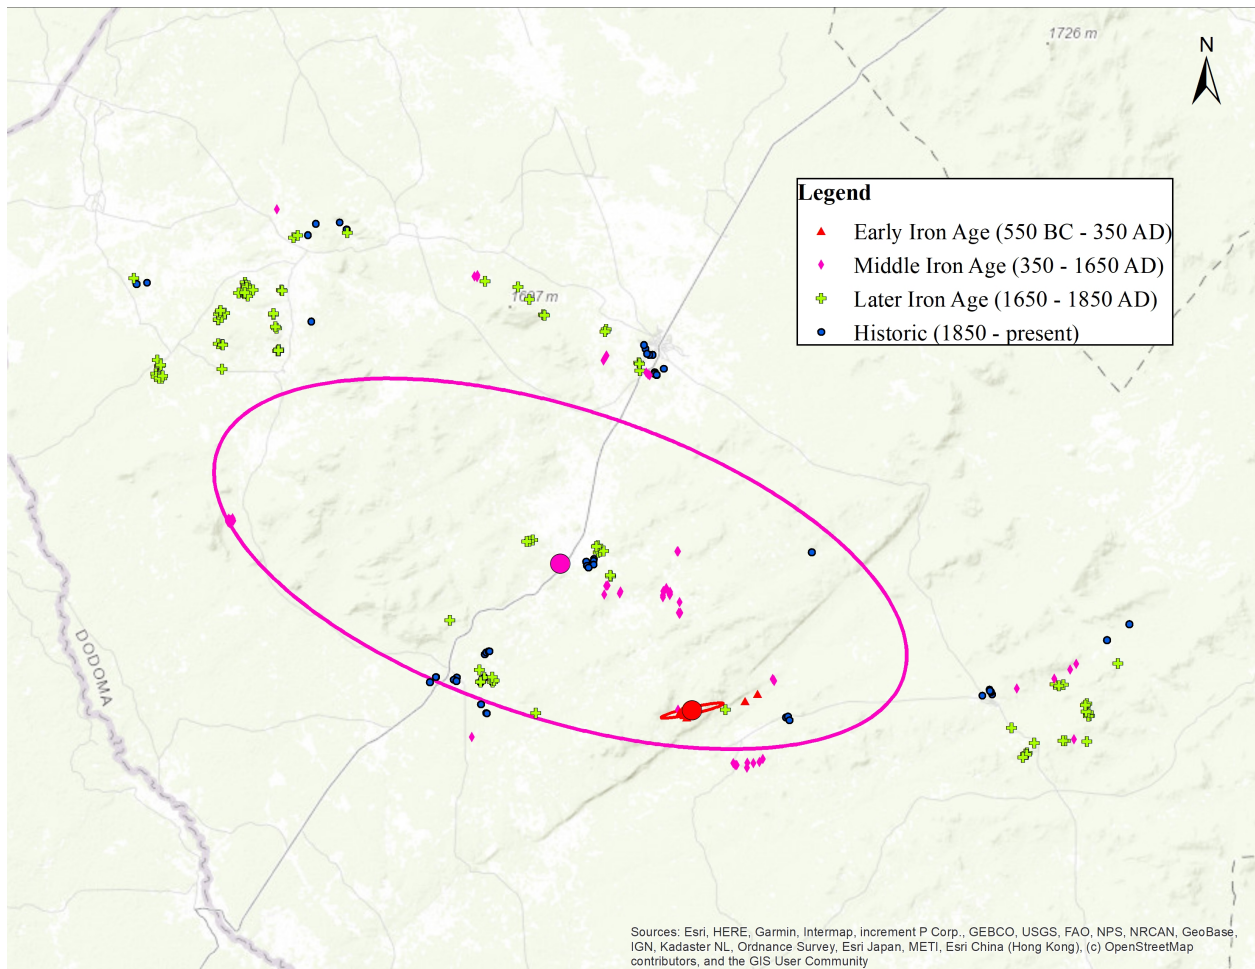 1726 m
N
Legend
Early Iron Age (550 BC - 350 AD)
Middle Iron Age (350 - 1650 AD)
Later Iron Age (1650 - 1850 AD)
Historic (1850 - present)
1697 m
DODOMA
Sources: Esri, HERE, Garmin, Intermap, increment P Corp., GEBCO, USGS, FAO, NPS, NRCAN, GeoBase,
IGN, Kadaster NL, Ordnance Survey, Esri Japan, METI, Esri China (Hong Kong), (c) OpenStreetMap
contributors, and the GIS User Community